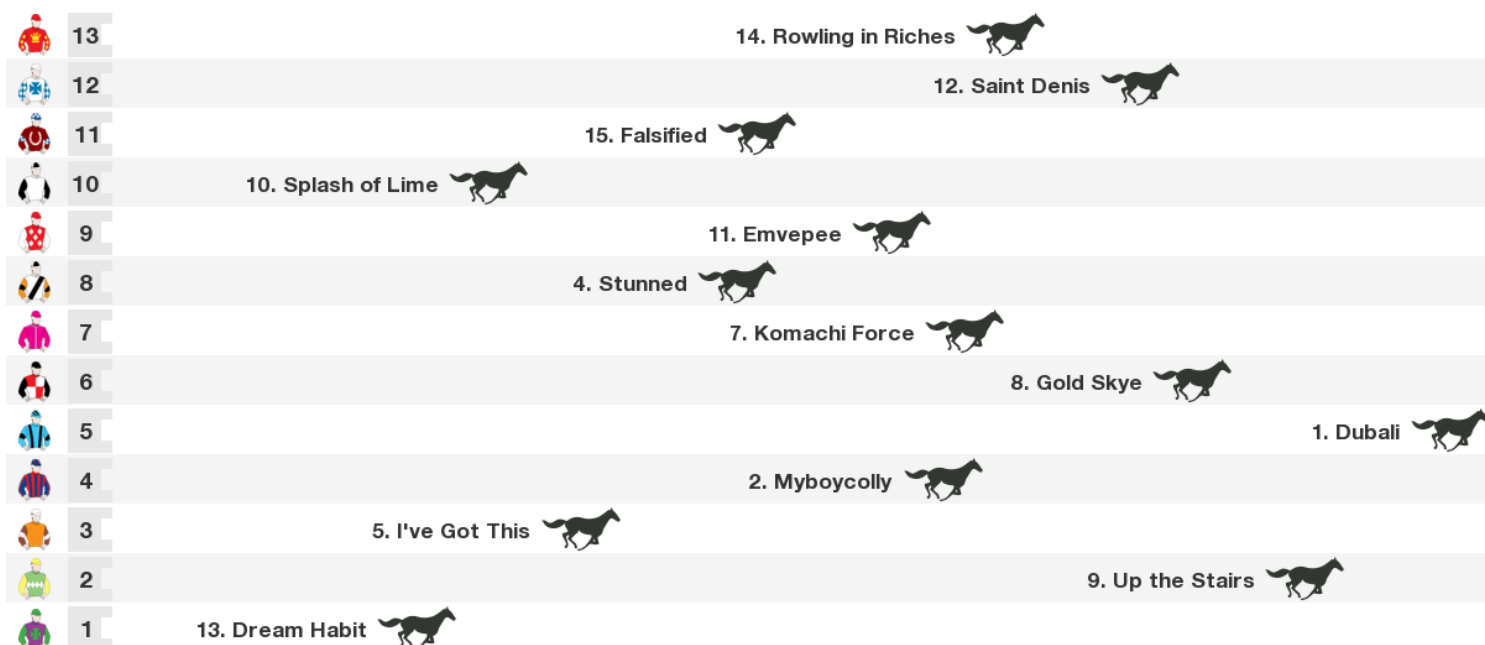 13 14. Rowling in Riches
12 12. Saint Denis
11 15. Falsified
10 10. Splash of Lime
9 11. Emvepee
8 4. Stunned
7 7. Komachi Force
6 8. Gold Skye
5 1. Dubali
4 2. Myboycolly
3 5. I've Got This
2 9. Up the Stairs
1 13. Dream Habit